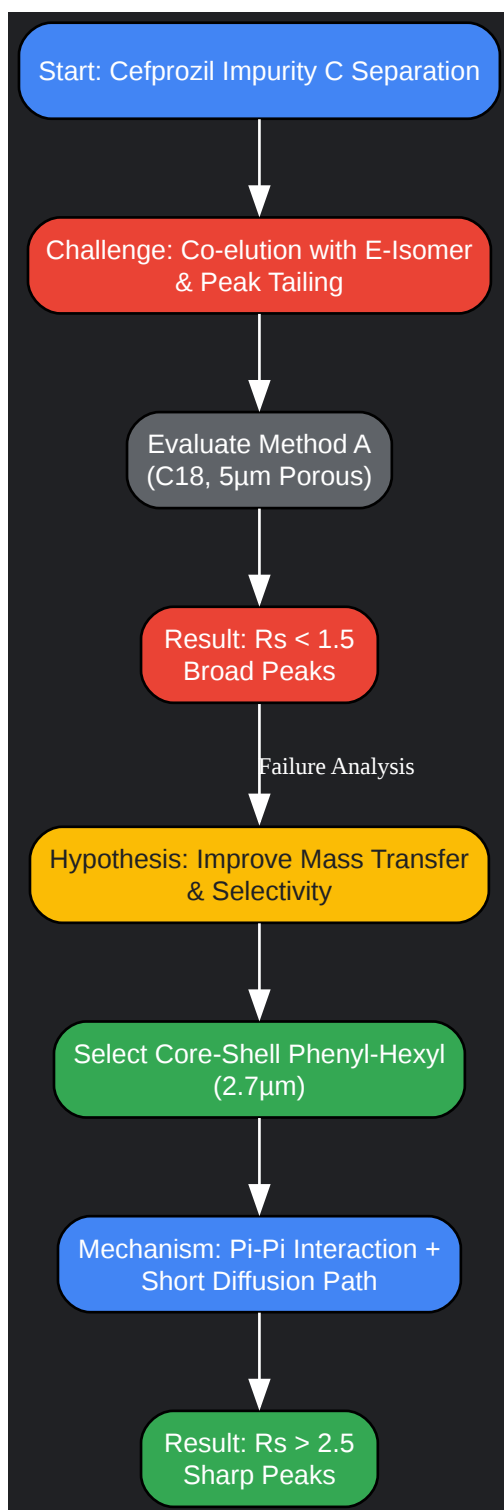 Start: Cefprozil Impurity C Separation
Challenge: Co-elution with E-Isomer
& Peak Tailing
Evaluate Method A
(C18, 5µm Porous)
Result: Rs < 1.5
Broad Peaks
Failure Analysis
Hypothesis: Improve Mass Transfer
& Selectivity
Select Core-Shell Phenyl-Hexyl
(2.7µm)
Mechanism: Pi-Pi Interaction +
Short Diffusion Path
Result: Rs > 2.5
Sharp Peaks